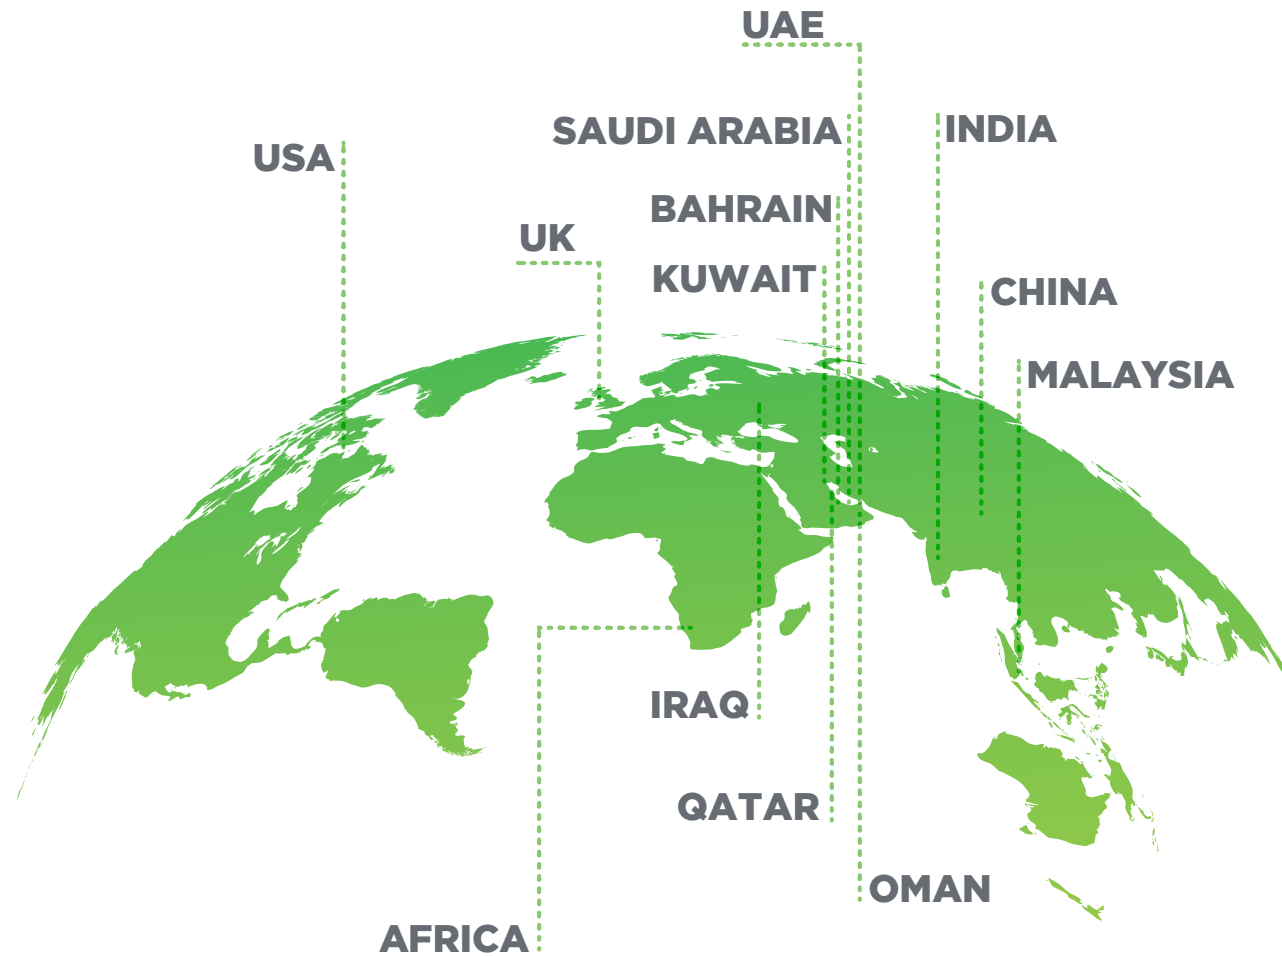 UAE
SAUDI ARABIA
INDIA
USA
BAHRAIN
UK
KUWAIT
CHINA
MALAYSIA
IRAQ
QATAR
OMAN
AFRICA